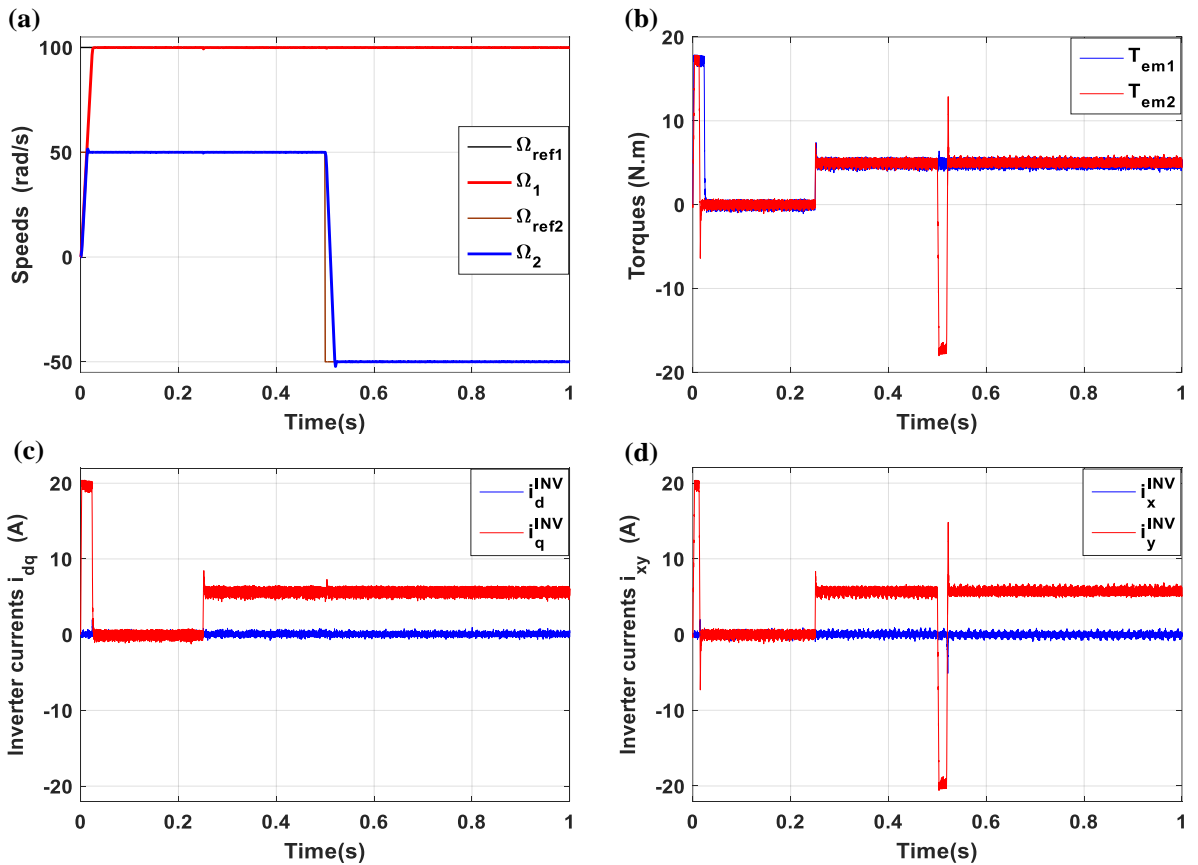 (a)
100
50
0
-50
0
0.2
0.4
0.6
0.8
1
Speeds (rad/s)
Time(s)
Ωref1
Ω1
Ωref2
Ω2
(b)
20
10
0
-10
-20
0
0.2
0.4
0.6
0.8
1
Torques (N.m)
Time(s)
Tem1
Tem2
(c)
20
10
0
-10
-20
0
0.2
0.4
0.6
0.8
1
Inverter currents idq (A)
Time(s)
idINV
iqINV
(d)
20
10
0
-10
-20
0
0.2
0.4
0.6
0.8
1
Inverter currents ixy (A)
Time(s)
ixINV
iyINV